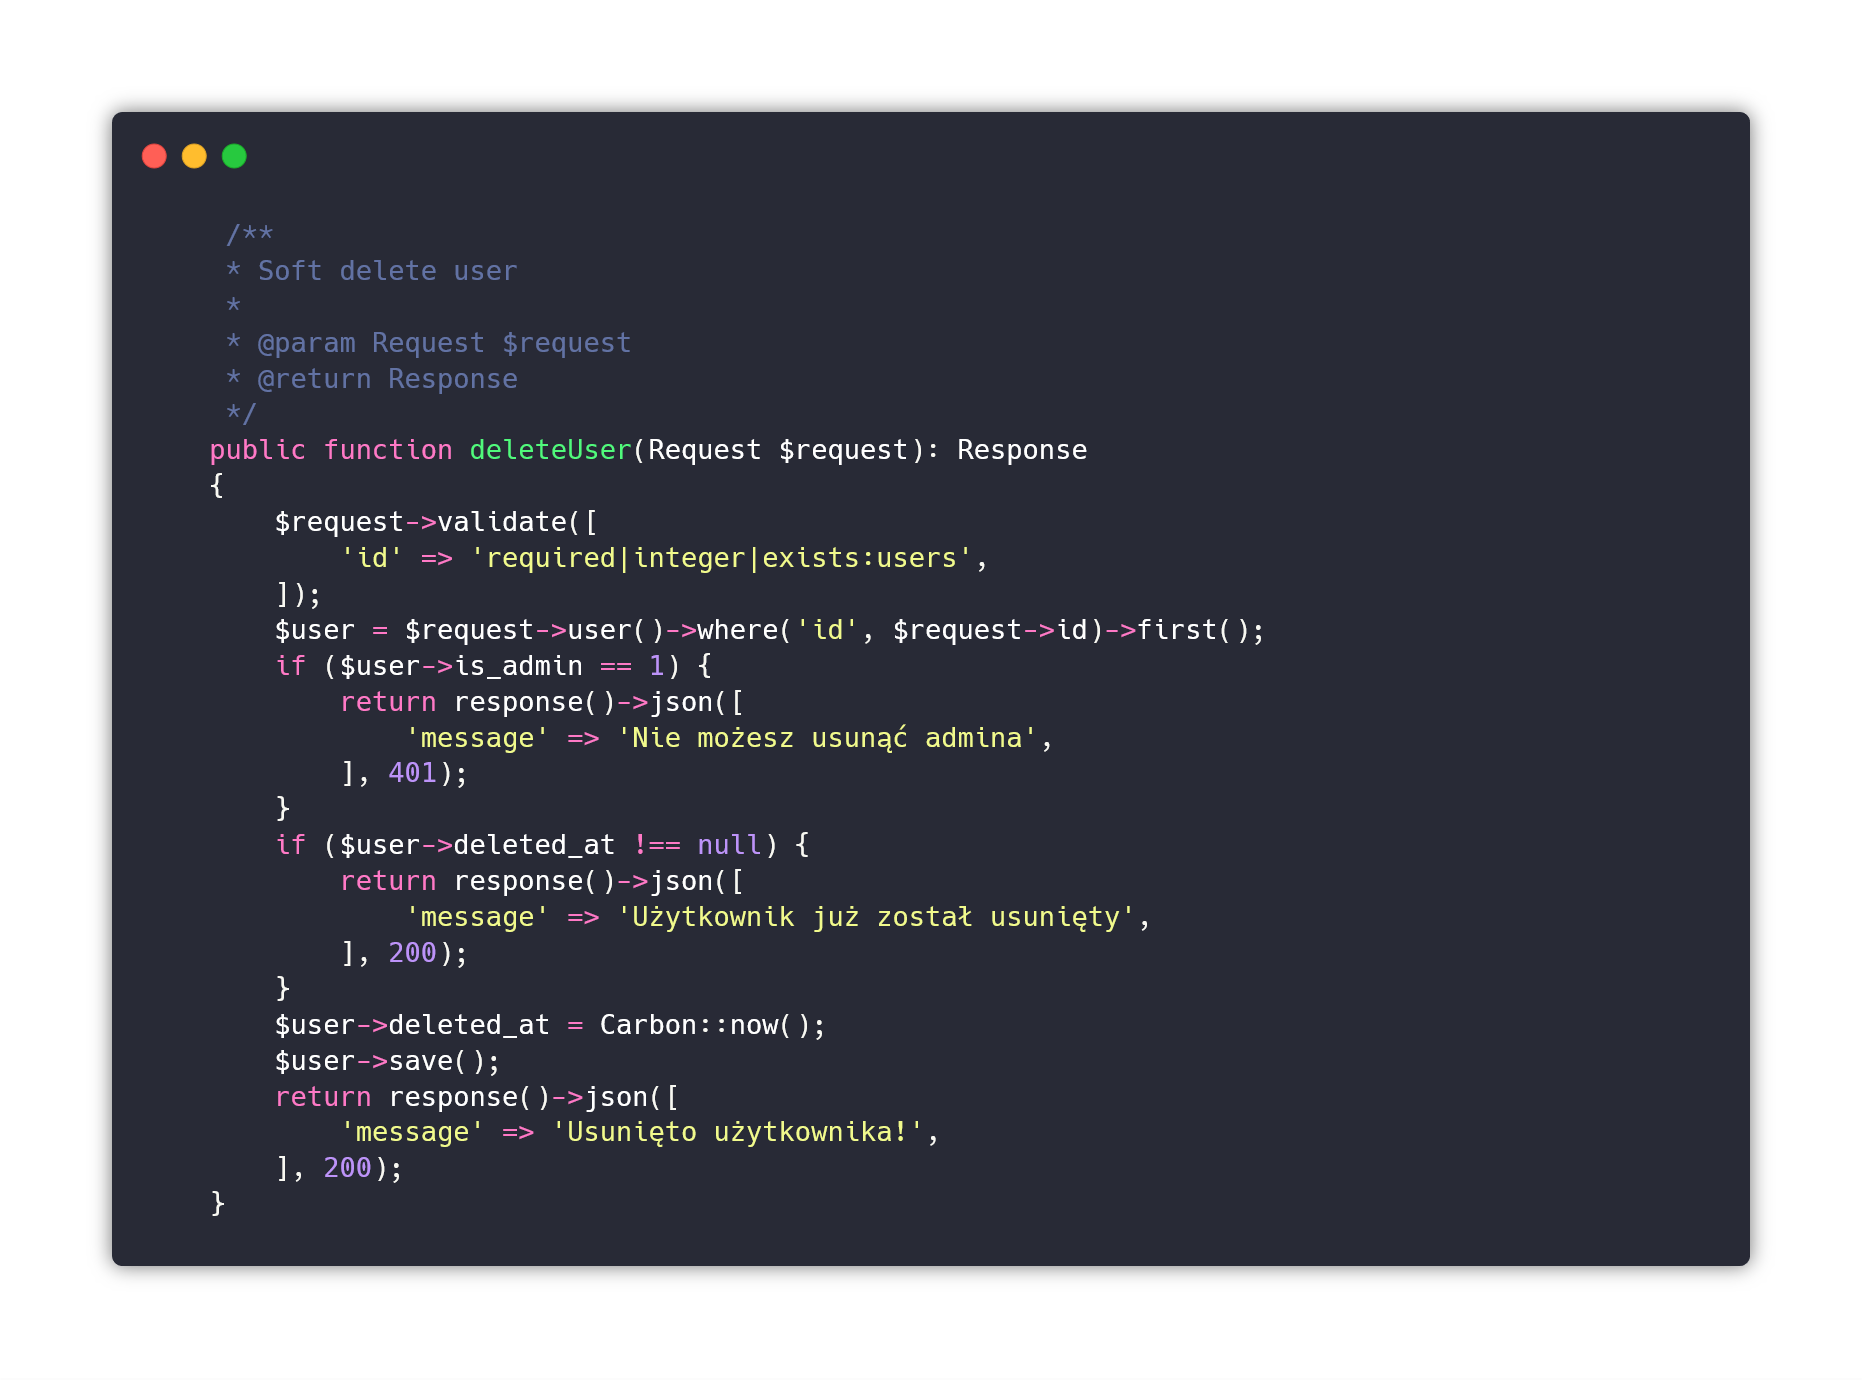 /**
* Soft delete user
*
* @param Request $request
* @return Response
*/
public function deleteUser(Request $request): Response
{
$request->validate([
'id' => 'required|integer|exists:users',
]);
$user = $request->user()->where('id', $request->id)->first();
if ($user->is_admin == 1) {
return response()->json([
'message' => 'Nie możesz usunąć admina',
], 401);
}
if ($user->deleted_at !== null) {
return response()->json([
'message' => 'Użytkownik już został usunięty',
], 200);
}
$user->deleted_at = Carbon::now();
$user->save();
return response()->json([
'message' => 'Usunięto użytkownika!',
], 200);
}